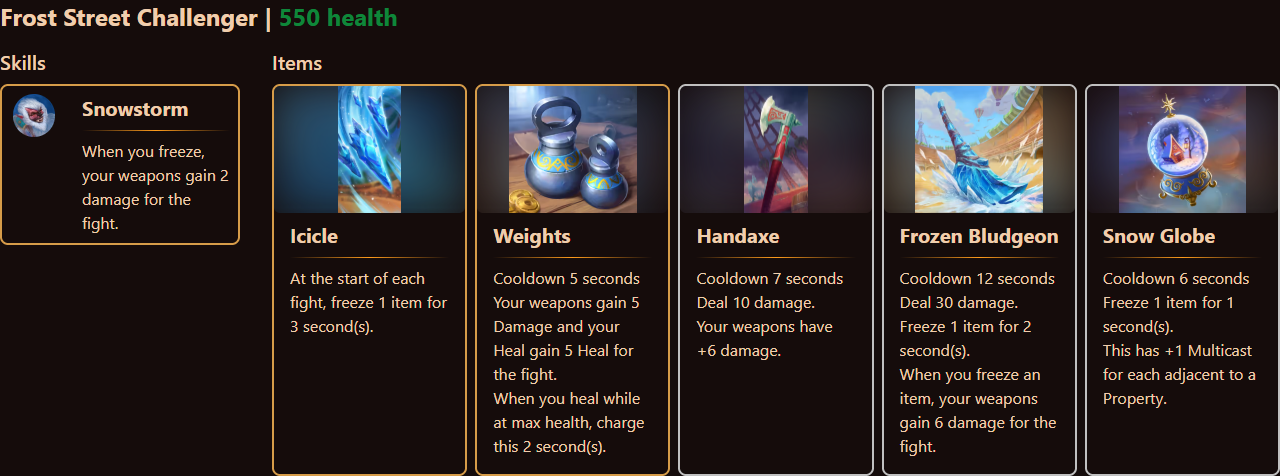 Frost Street Challenger | 550 health
Skills
Snowstorm
When you freeze,
your weapons gain 2
damage for the
fight.
Items
Icicle
At the start of each
fight, freeze 1 item for
3 second(s).
Weights
Cooldown 5 seconds
Your weapons gain 5
Damage and your
Heal gain 5 Heal for
the fight.
When you heal while
at max health, charge
this 2 second(s).
Handaxe
Cooldown 7 seconds
Deal 10 damage.
Your weapons have
+6 damage.
Frozen Bludgeon
Cooldown 12 seconds
Deal 30 damage.
Freeze 1 item for 2
second(s).
When you freeze an
item, your weapons
gain 6 damage for the
fight.
Snow Globe
Cooldown 6 seconds
Freeze 1 item for 1
second(s).
This has +1 Multicast
for each adjacent to a
Property.